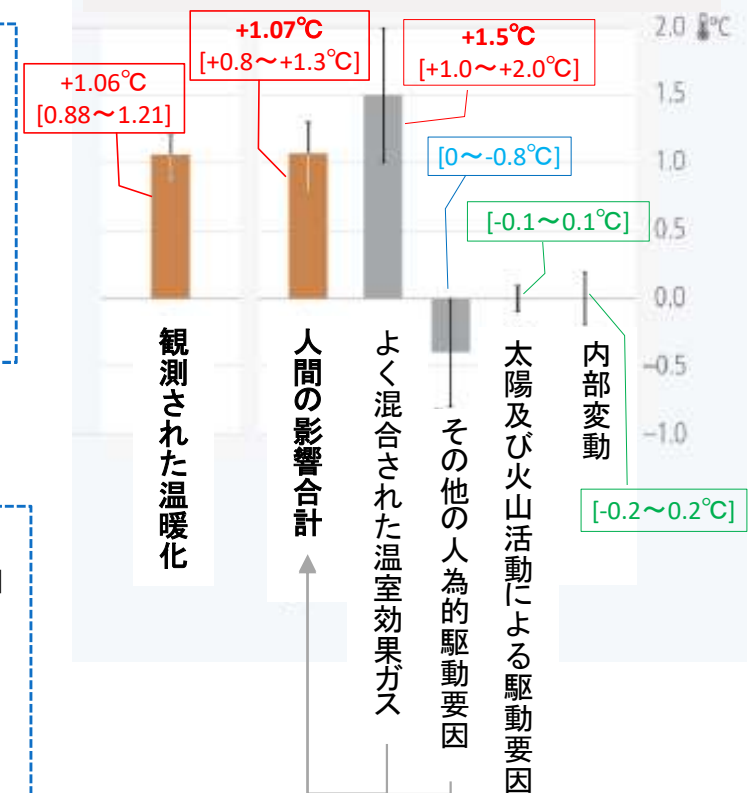 +1.06℃
[0.88～1.21]
+1.07℃
[+0.8～+1.3℃]
+1.5℃
[+1.0～+2.0℃]
[0～-0.8℃]
[-0.1～0.1℃]
[-0.2～0.2℃]
2.0 ℃
1.5
1.0
0.5
0.0
−0.5
−1.0
観測された温暖化
人間の影響合計
よく混合された温室効果ガス
その他の人為的駆動要因
太陽及び火山活動による駆動要因
内部変動